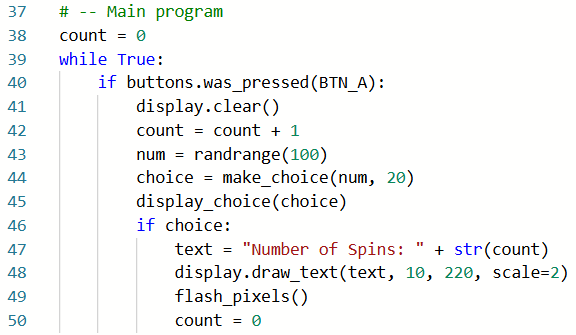 37 # -- Main program
38 count = 0
39 while True:
40     if buttons.was_pressed(BTN_A):
41         display.clear()
42         count = count + 1
43         num = randrange(100)
44         choice = make_choice(num, 20)
45         display_choice(choice)
46         if choice:
47             text = "Number of Spins: " + str(count)
48             display.draw_text(text, 10, 220, scale=2)
49             flash_pixels()
50             count = 0